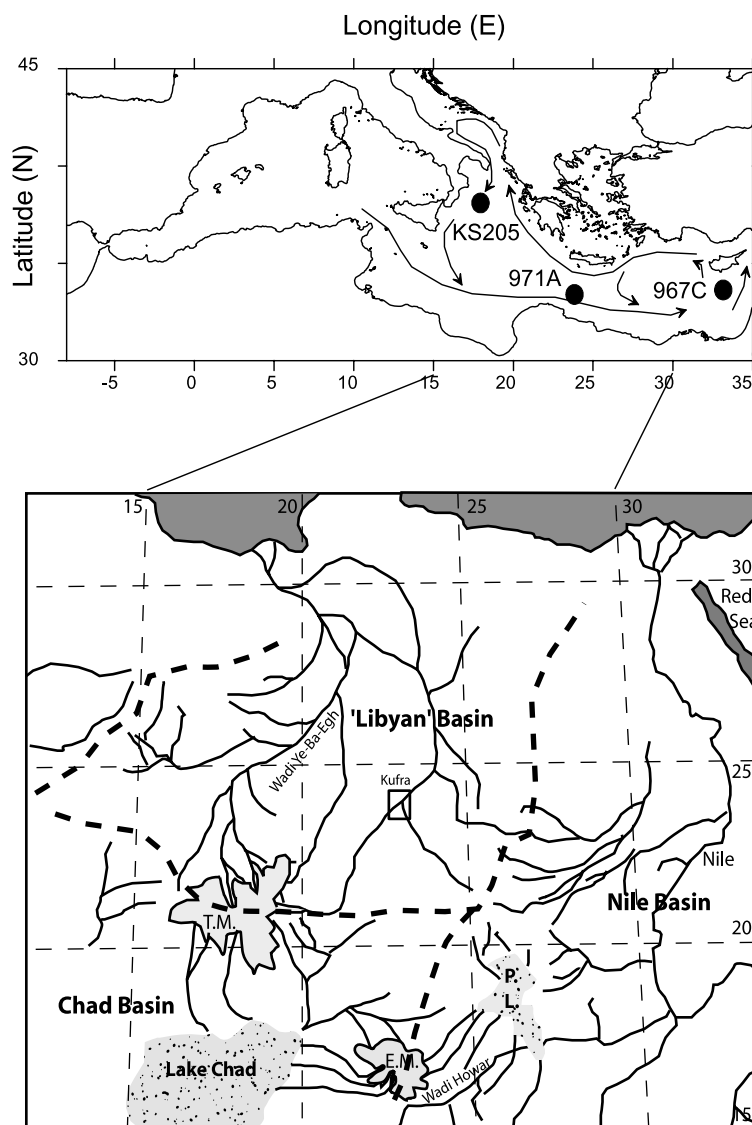 Longitude (E)
45
Latitude (N)
KS205
971A
967C
30
-5
0
5
10
15
20
25
30
35
15
20
25
30
30
Red
Sea
'Libyan' Basin
Wadi Ye-Ba-Egh
25
Kufra
Nile
Nile Basin
T.M.
20
P.
L.
Chad Basin
Lake Chad
E.M.
Wadi Howar
15